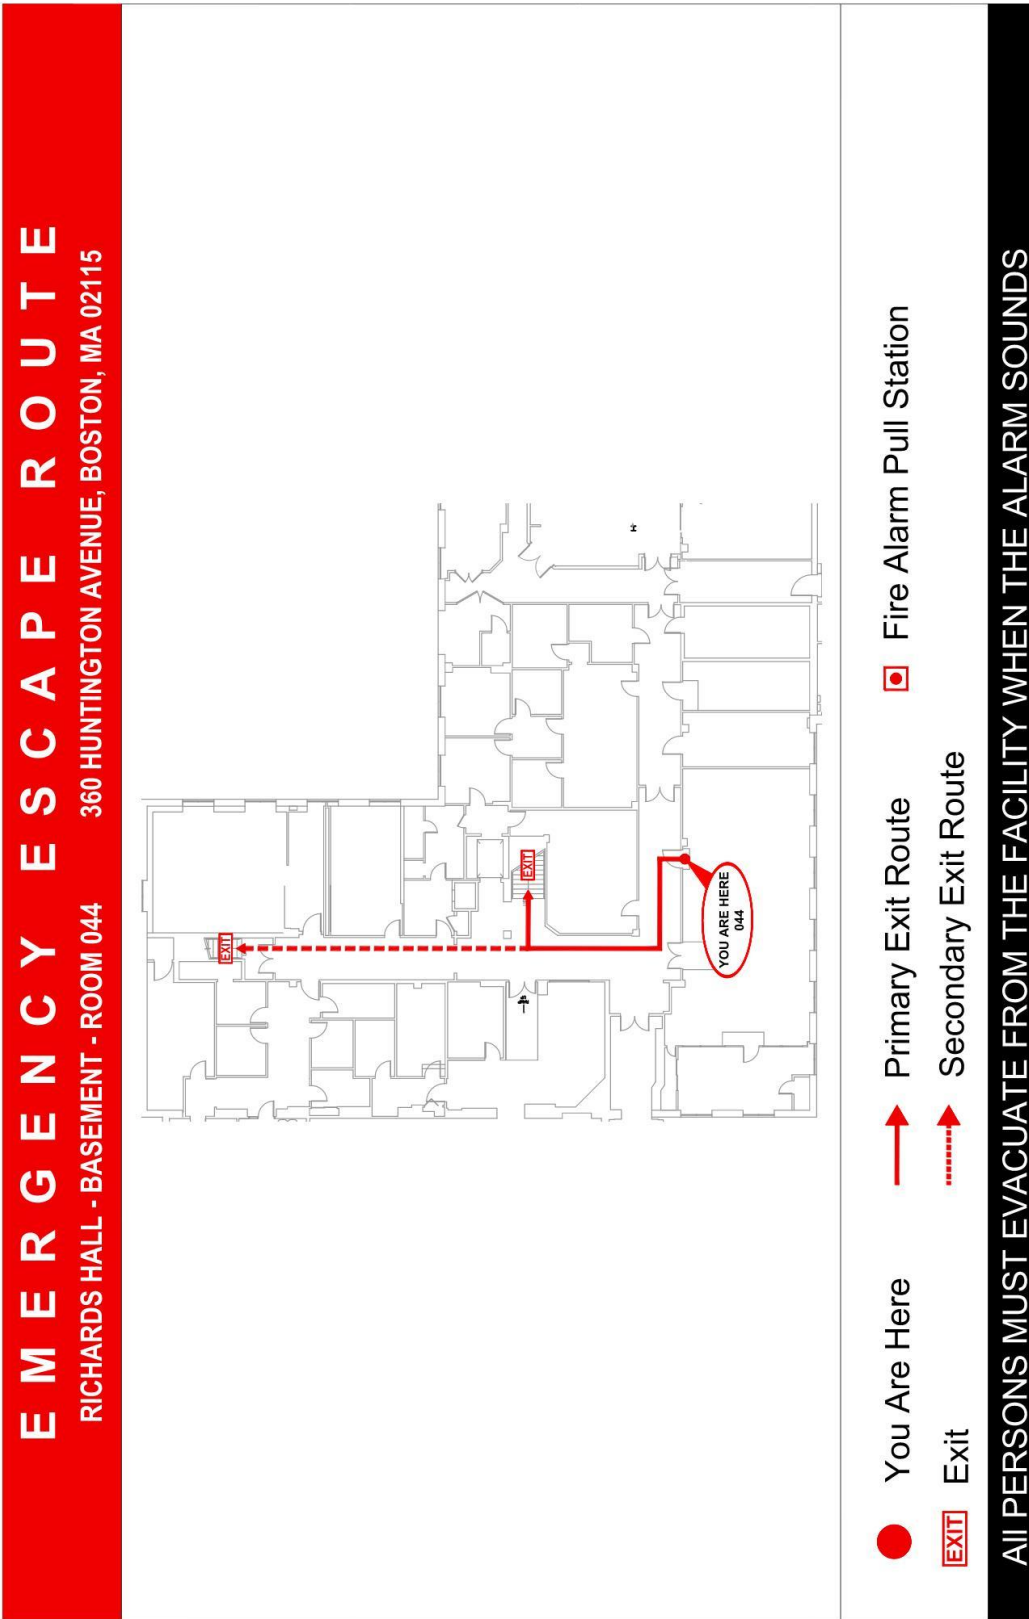 EMERGENCY ESCAPE ROUTE
RICHARDS HALL - BASEMENT - ROOM 044 360 HUNTINGTON AVENUE, BOSTON, MA 02115
EXIT
EXIT
YOU ARE HERE
044
You Are Here
Primary Exit Route
Fire Alarm Pull Station
EXIT Exit
Secondary Exit Route
All PERSONS MUST EVACUATE FROM THE FACILITY WHEN THE ALARM SOUNDS